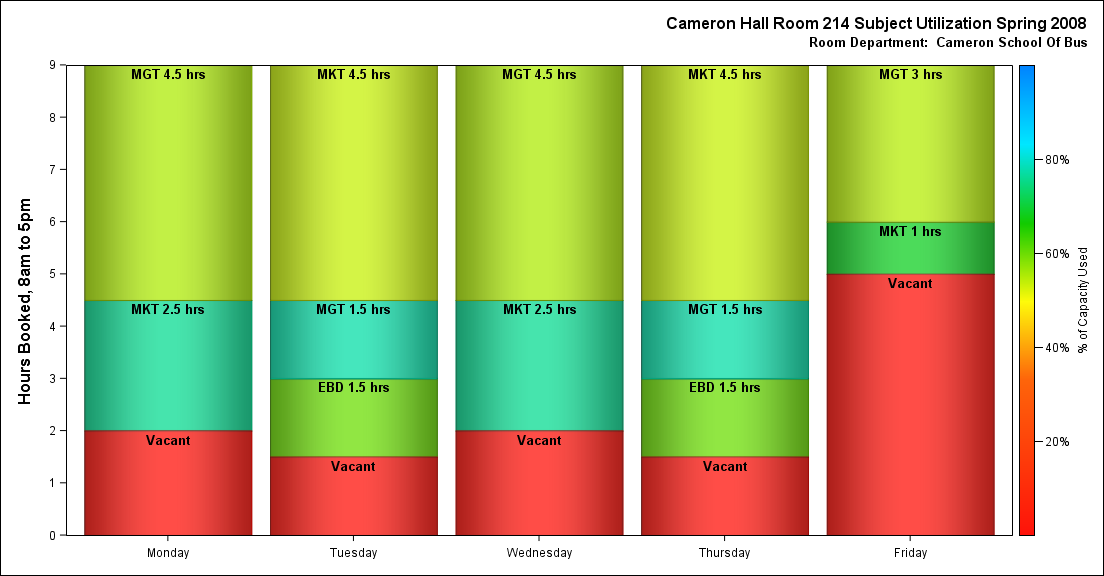 Cameron Hall Room 214 Subject Utilization Spring 2008
Room Department:  Cameron School Of Bus
Hours Booked, 8am to 5pm
9
8
7
6
5
4
3
2
1
0
MGT 4.5 hrs
MKT 2.5 hrs
Vacant
MKT 4.5 hrs
MGT 1.5 hrs
EBD 1.5 hrs
Vacant
MGT 4.5 hrs
MKT 2.5 hrs
Vacant
MKT 4.5 hrs
MGT 1.5 hrs
EBD 1.5 hrs
Vacant
MGT 3 hrs
MKT 1 hrs
Vacant
Monday
Tuesday
Wednesday
Thursday
Friday
80%
60%
40%
20%
% of Capacity Used